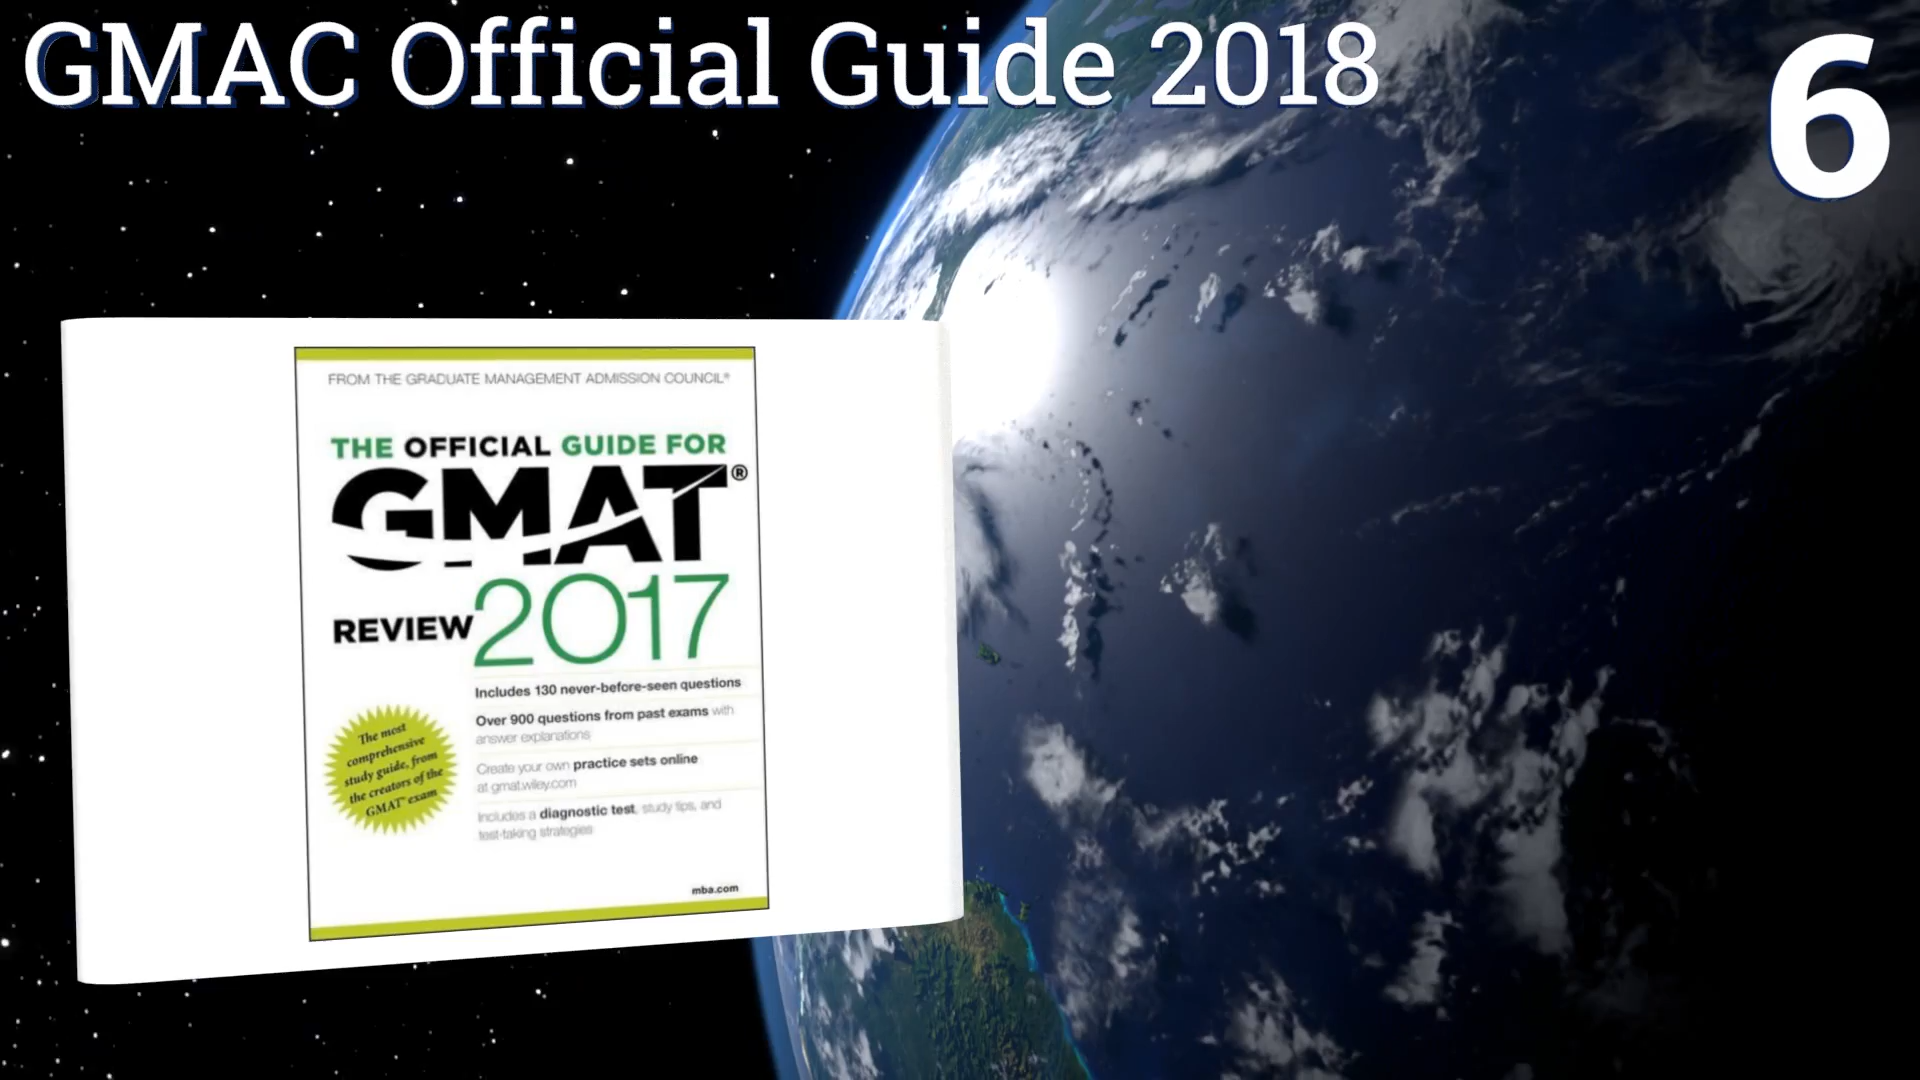 GMAC Official Guide 2018
6
FROM THE GRADUATE MANAGEMENT ADMISSION COUNCIL®
THE OFFICIAL GUIDE FOR
GMAT®
REVIEW 2017
Includes 130 never-before-seen questions
Over 900 questions from past exams with
answer explanations
Create your own practice sets online
at gmat.wiley.com
Includes a diagnostic test, study tips, and
test-taking strategies
The most
comprehensive
study guide, from
the creators of the
GMAT® exam
mba.com